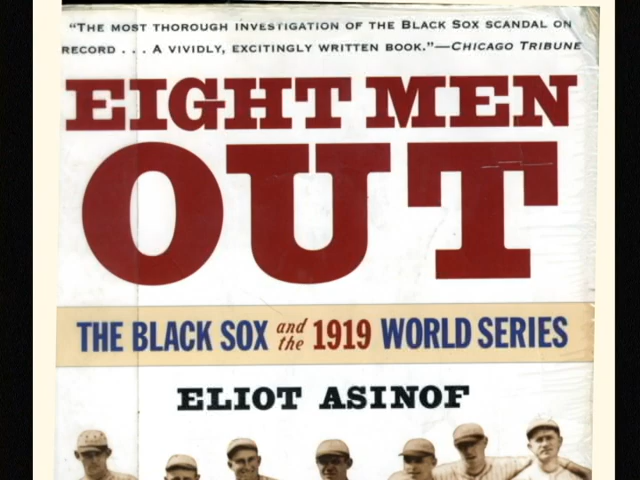 "THE MOST THOROUGH INVESTIGATION OF THE BLACK SOX SCANDAL ON
RECORD . . . A VIVIDLY, EXCITINGLY WRITTEN BOOK."—CHICAGO TRIBUNE
EIGHT MEN
OUT
THE BLACK SOX and the 1919 WORLD SERIES
ELIOT ASINOF